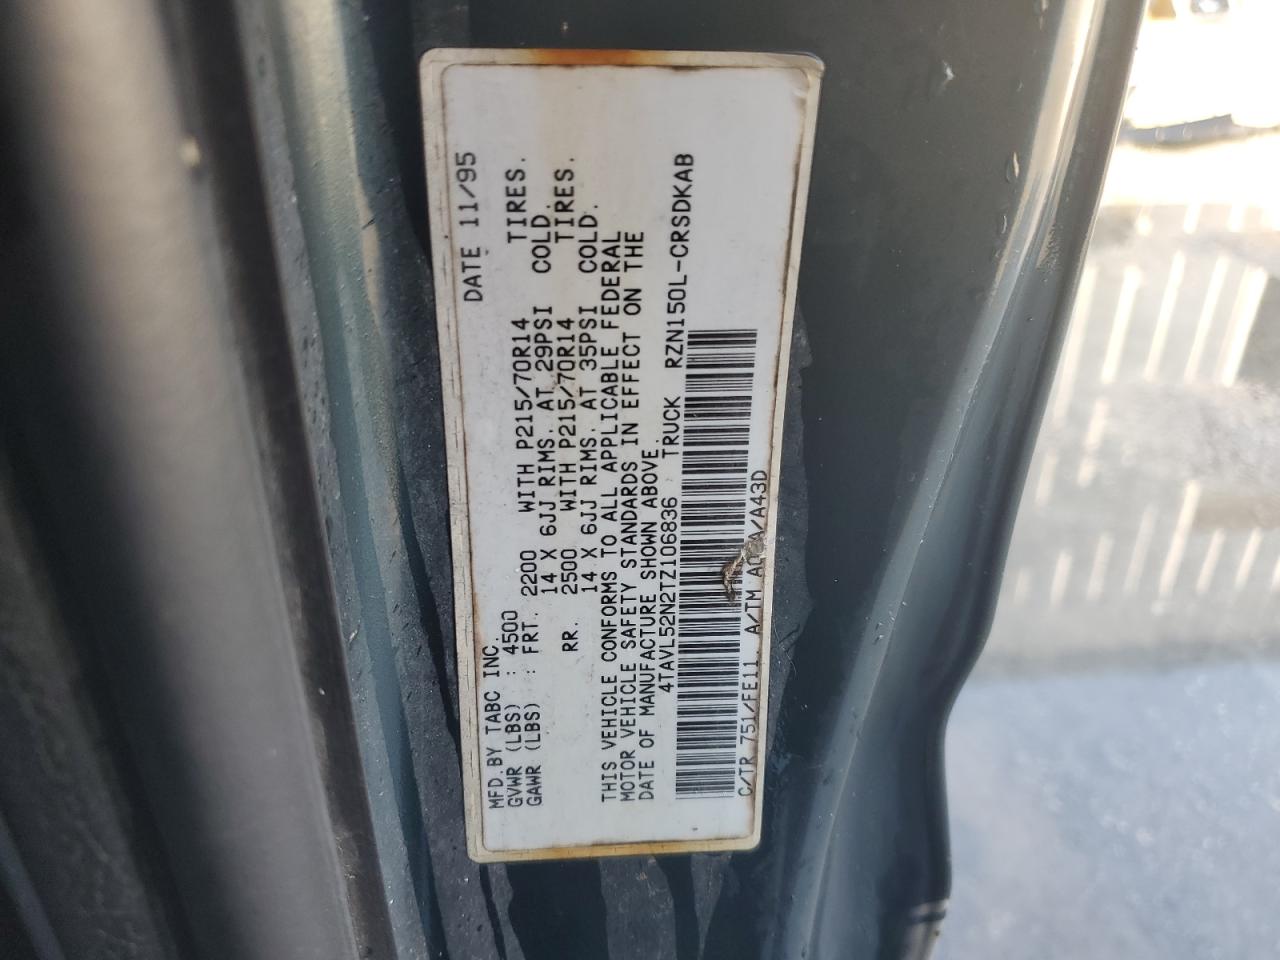 DATE 11/95
MFD. BY TABC INC.
GVWR (LBS) : 4500
GAWR (LBS) : FRT. 2200 WITH P215/70R14 TIRES.
14 X 6JJ RIMS. AT 29PSI COLD.
RR. 2500 WITH P215/70R14 TIRES.
14 X 6JJ RIMS. AT 35PSI COLD.
THIS VEHICLE CONFORMS TO ALL APPLICABLE FEDERAL
MOTOR VEHICLE SAFETY STANDARDS IN EFFECT ON THE
DATE OF MANUFACTURE SHOWN ABOVE.
4TAVL52N2TZ106836 TRUCK RZN150L-CRSDKAB
C/TR 751/FE11 A/TM /A43D